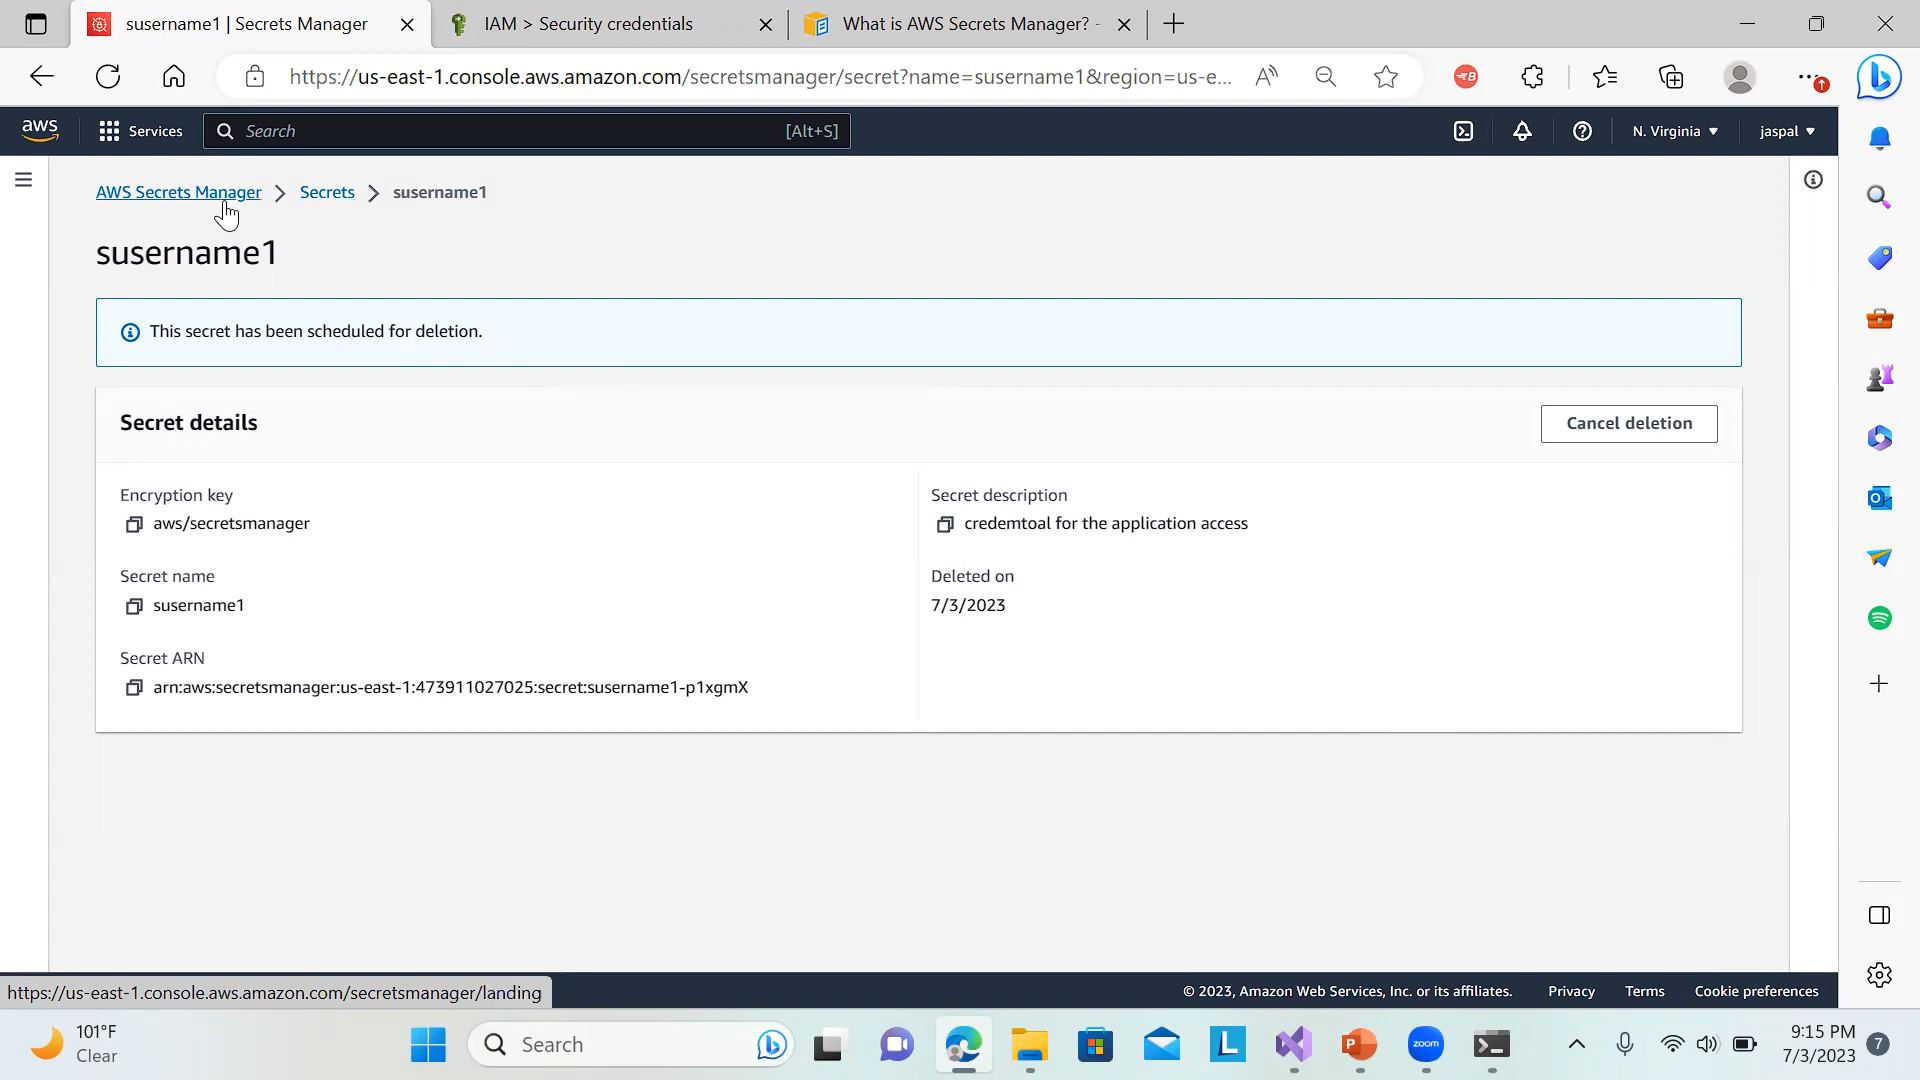 susername1 | Secrets Manager
IAM > Security credentials
What is AWS Secrets Manager? -
https://us-east-1.console.aws.amazon.com/secretsmanager/secret?name=susername1&region=us-e...
aws
Services
Search
[Alt+S]
N. Virginia
jaspal
AWS Secrets Manager > Secrets > susername1
susername1
This secret has been scheduled for deletion.
Secret details
Cancel deletion
Encryption key
aws/secretsmanager
Secret description
credemtoal for the application access
Secret name
susername1
Deleted on
7/3/2023
Secret ARN
arn:aws:secretsmanager:us-east-1:473911027025:secret:susername1-p1xgmX
https://us-east-1.console.aws.amazon.com/secretsmanager/landing
© 2023, Amazon Web Services, Inc. or its affiliates.
Privacy
Terms
Cookie preferences
101°F
Clear
Search
zoom
9:15 PM
7/3/2023
7